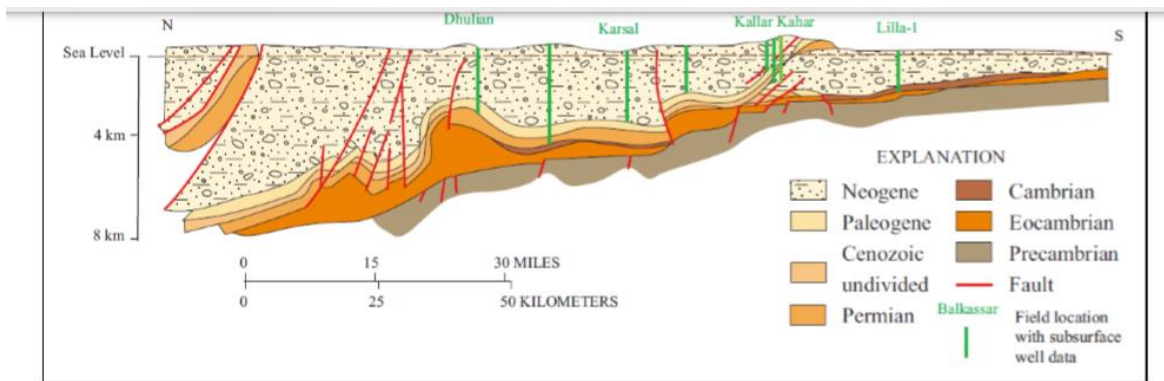 N
Dhulian
Karsal
Kallar Kahar
Lilla-1
S
Sea Level
4 km
8 km
0 15 30 MILES
0 25 50 KILOMETERS
EXPLANATION
Neogene
Paleogene
Cenozoic
undivided
Permian
Cambrian
Eocambrian
Precambrian
Fault
Balkassar
Field location
with subsurface
well data